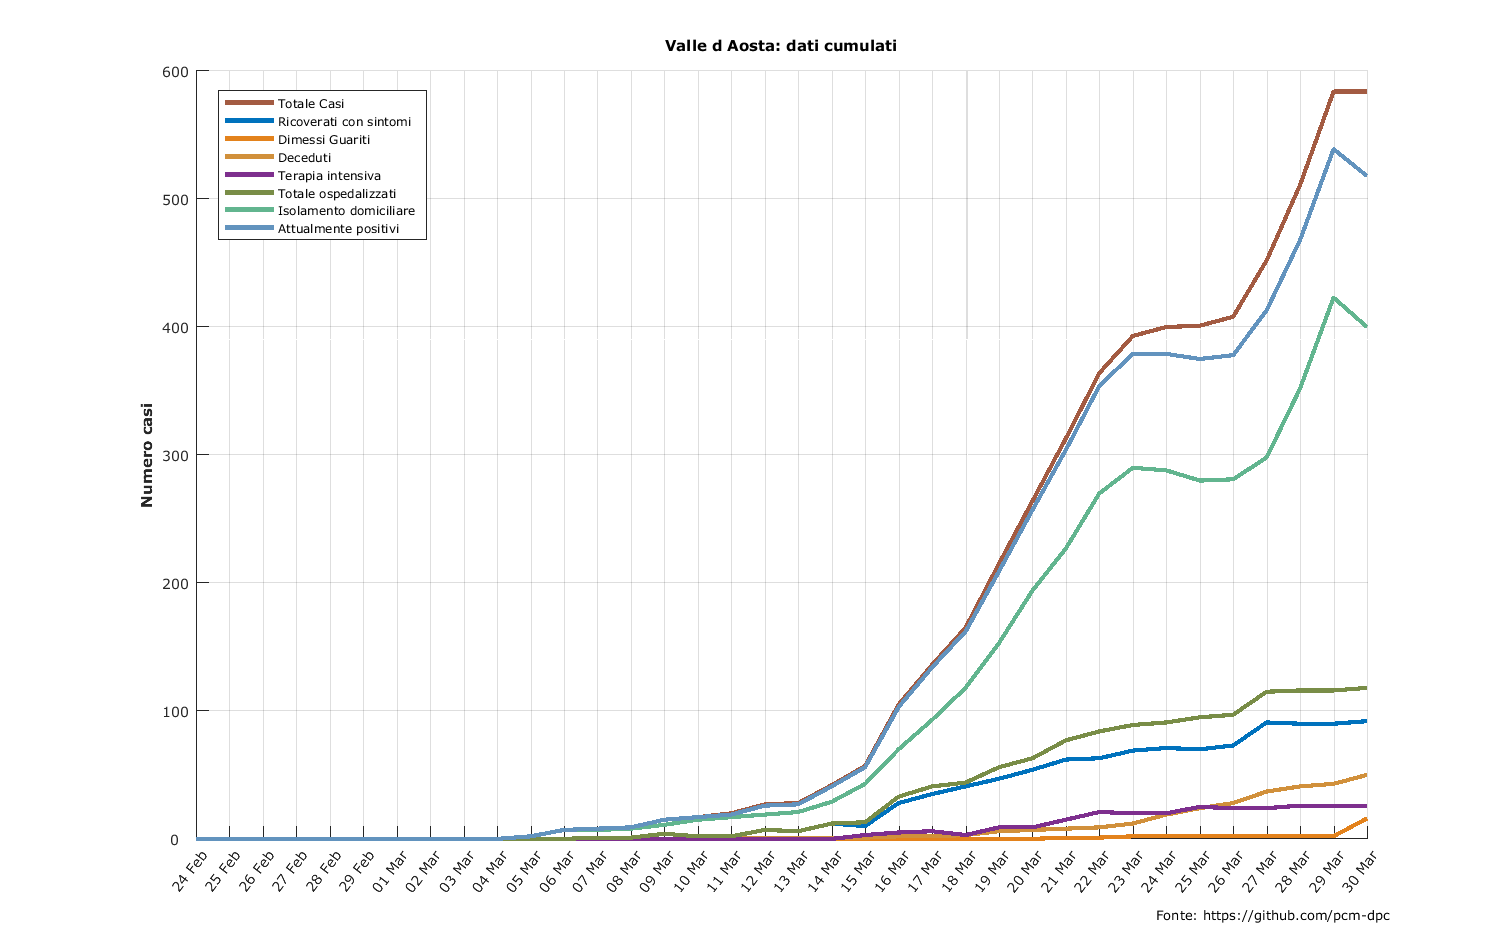 Valle d Aosta: dati cumulati
600
500
400
300
200
100
0
Numero casi
Totale Casi
Ricoverati con sintomi
Dimessi Guariti
Deceduti
Terapia intensiva
Totale ospedalizzati
Isolamento domiciliare
Attualmente positivi
24 Feb
25 Feb
26 Feb
27 Feb
28 Feb
29 Feb
01 Mar
02 Mar
03 Mar
04 Mar
05 Mar
06 Mar
07 Mar
08 Mar
09 Mar
10 Mar
11 Mar
12 Mar
13 Mar
14 Mar
15 Mar
16 Mar
17 Mar
18 Mar
19 Mar
20 Mar
21 Mar
22 Mar
23 Mar
24 Mar
25 Mar
26 Mar
27 Mar
28 Mar
29 Mar
30 Mar
Fonte: https://github.com/pcm-dpc